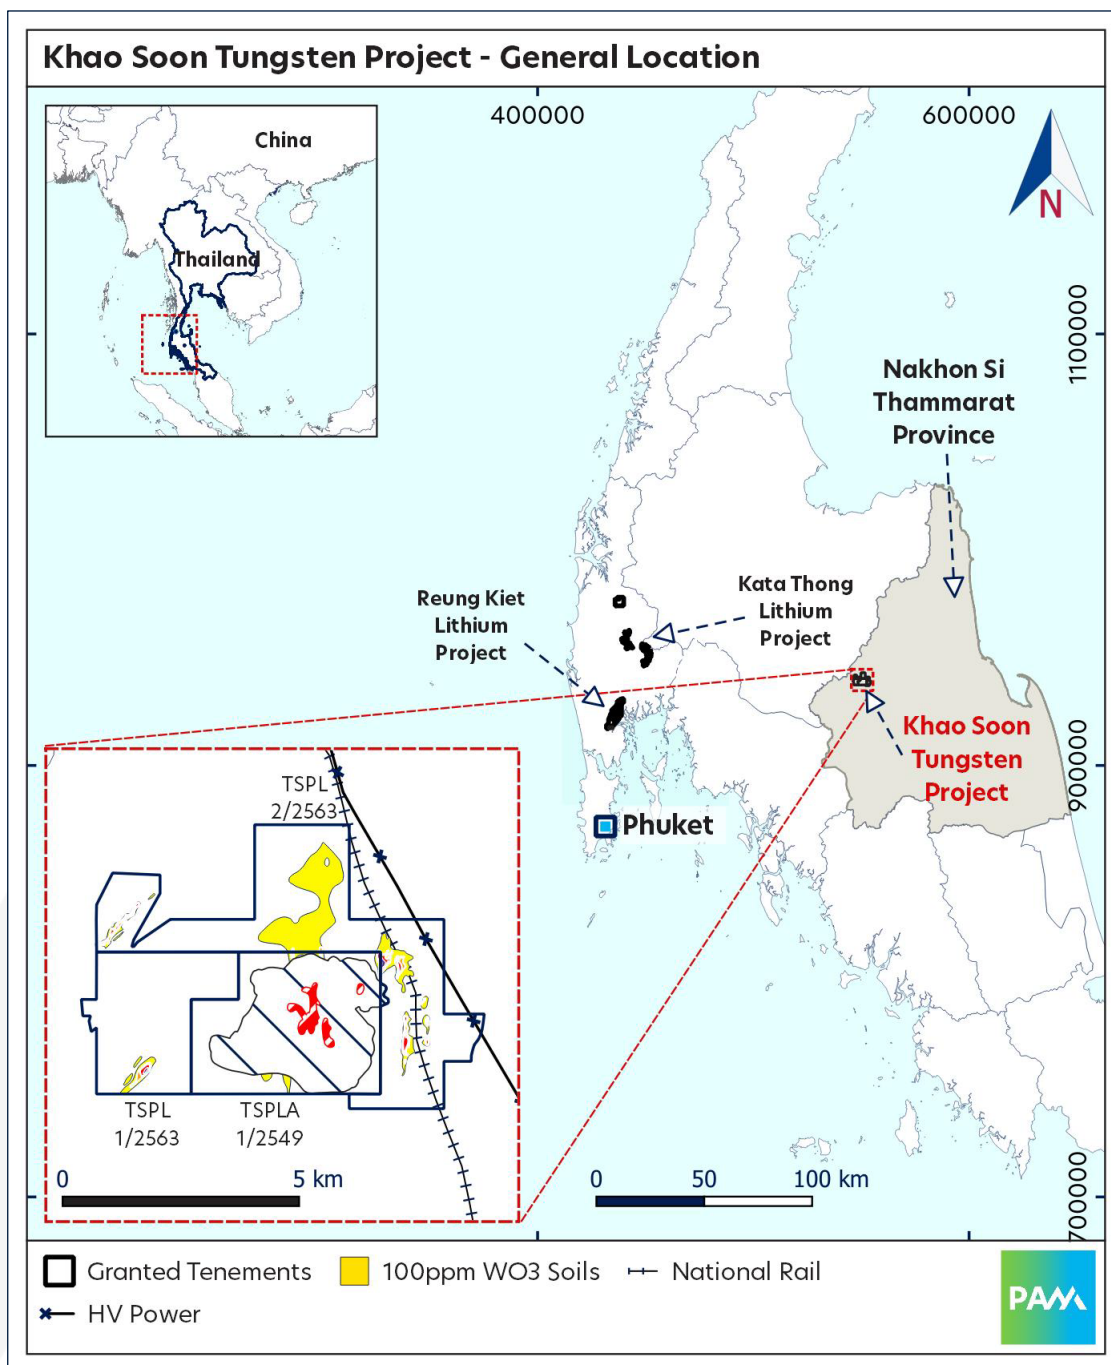 Khao Soon Tungsten Project - General Location
China
Thailand
400000
600000
N
1100000
900000
700000
Nakhon Si
Thammarat
Province
Reung Kiet
Lithium
Project
Kata Thong
Lithium
Project
Khao Soon
Tungsten
Project
Phuket
TSPL
2/2563
TSPL
1/2563
TSPLA
1/2549
0 5 km
0 50 100 km
Granted Tenements
100ppm WO3 Soils
National Rail
HV Power
PAM